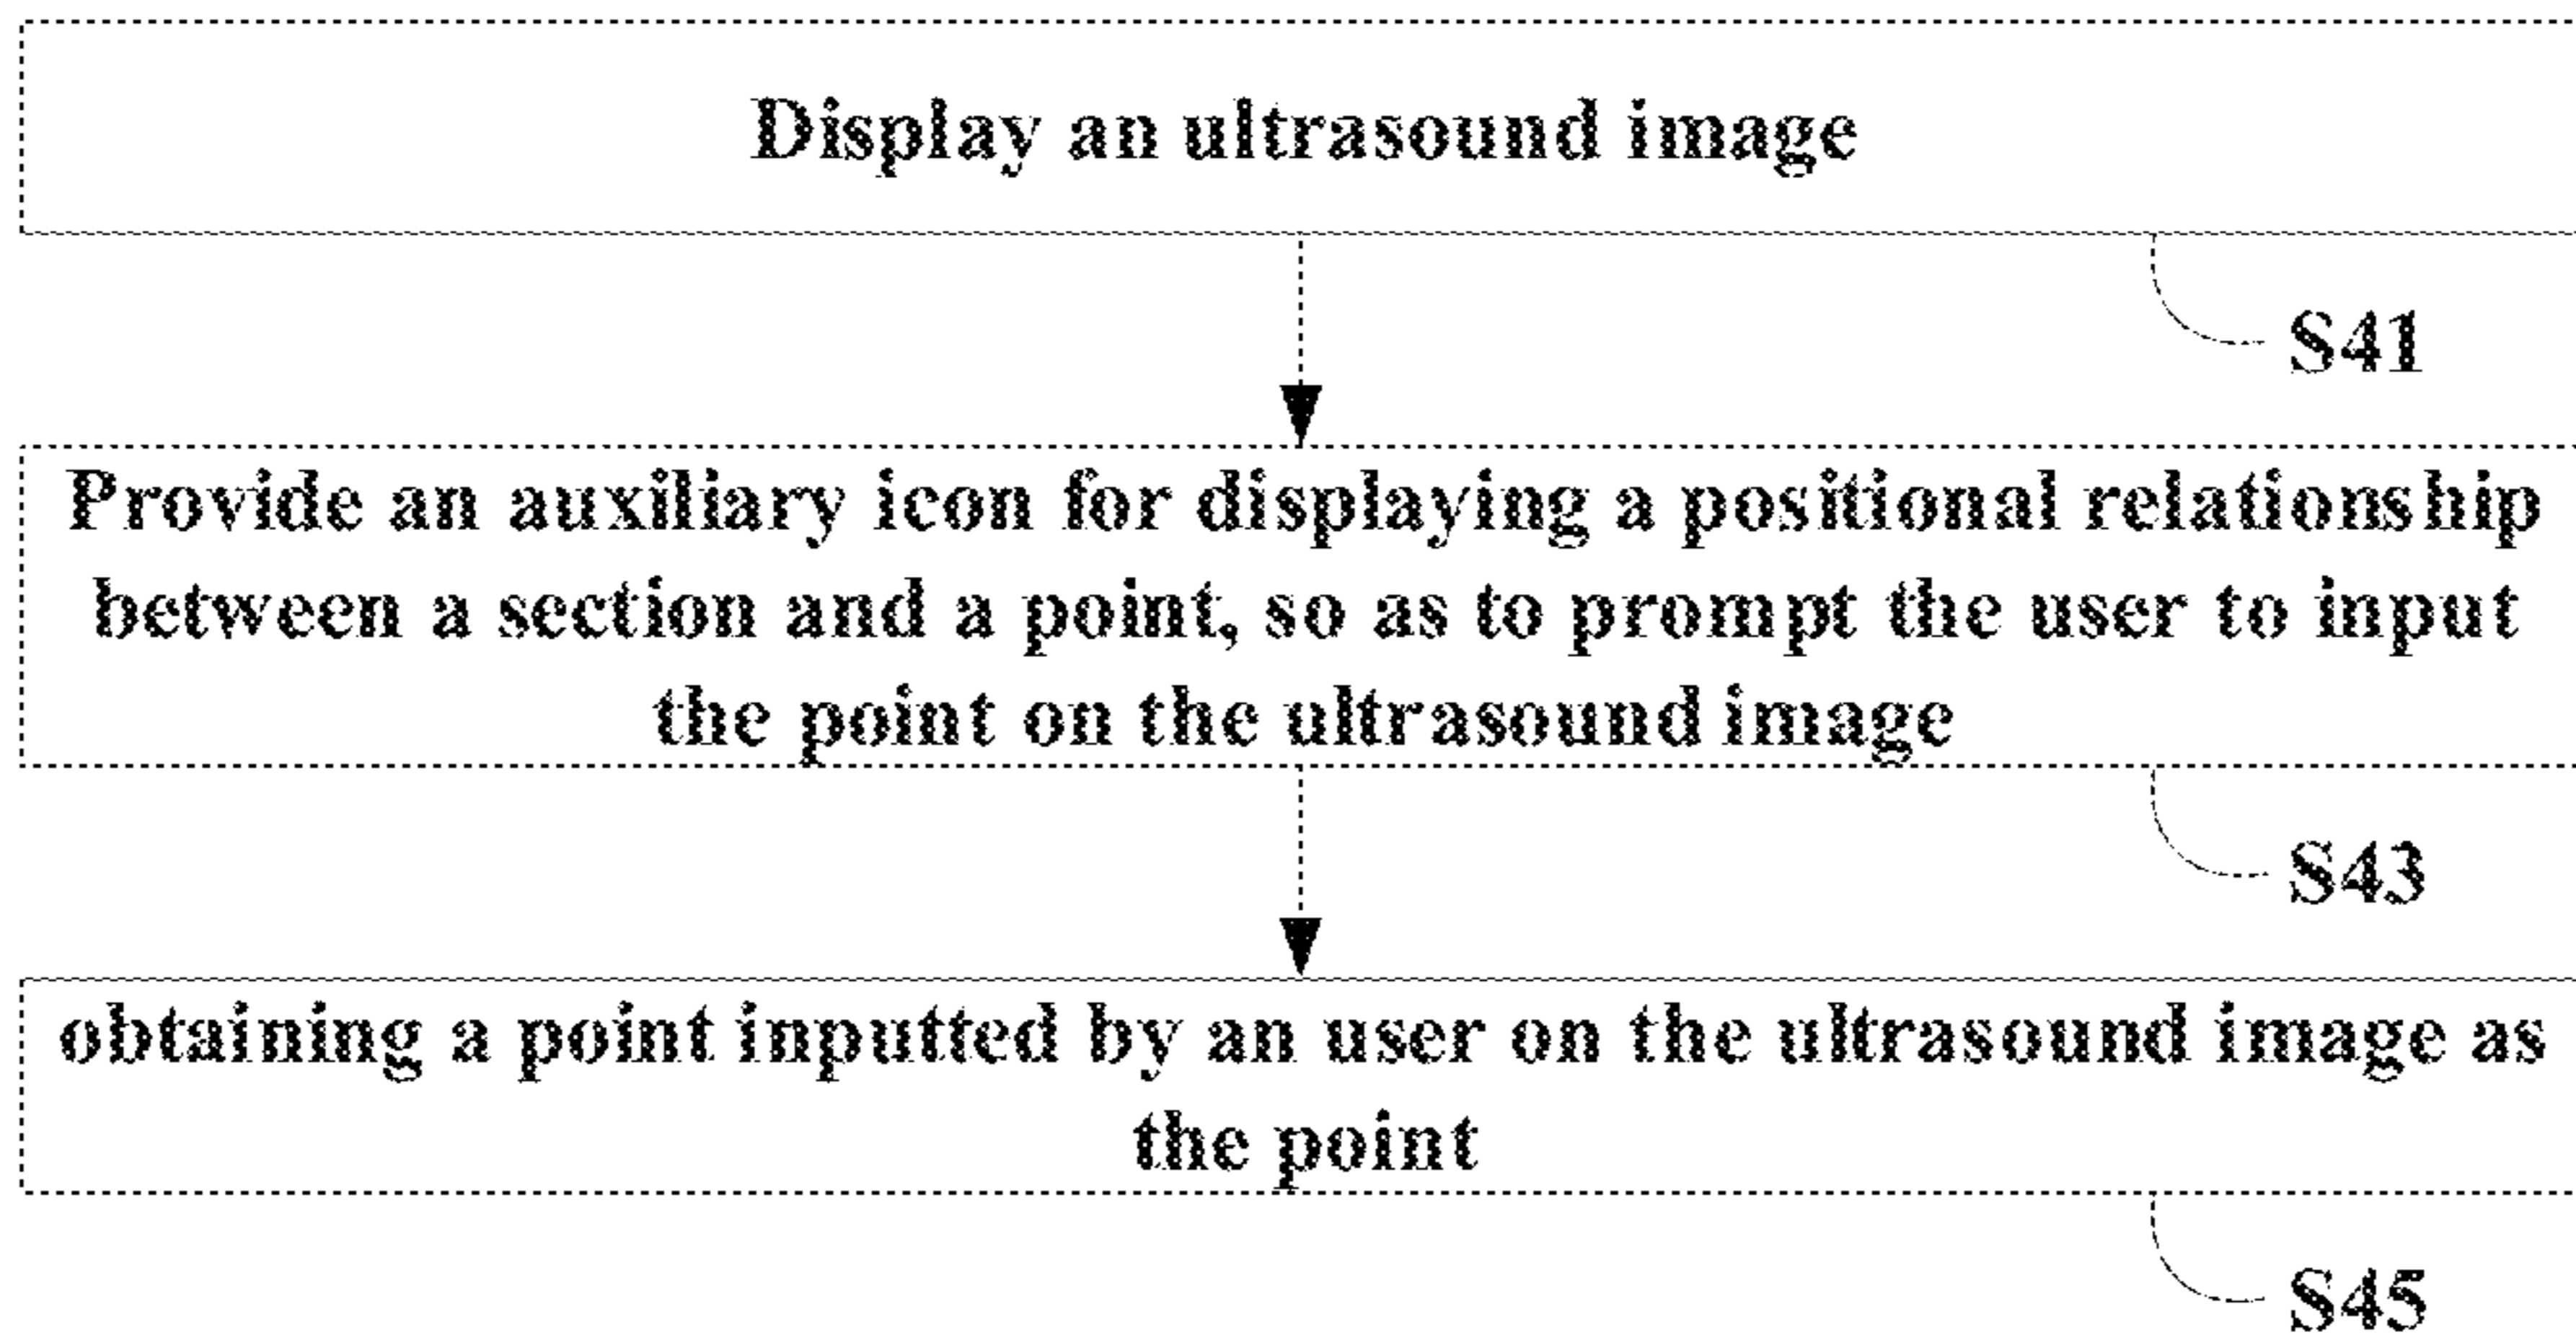 Display an ultrasound image
S41
Provide an auxiliary icon for displaying a positional relationship
between a section and a point, so as to prompt the user to input
the point on the ultrasound image
S43
obtaining a point inputted by an user on the ultrasound image as
the point
S45